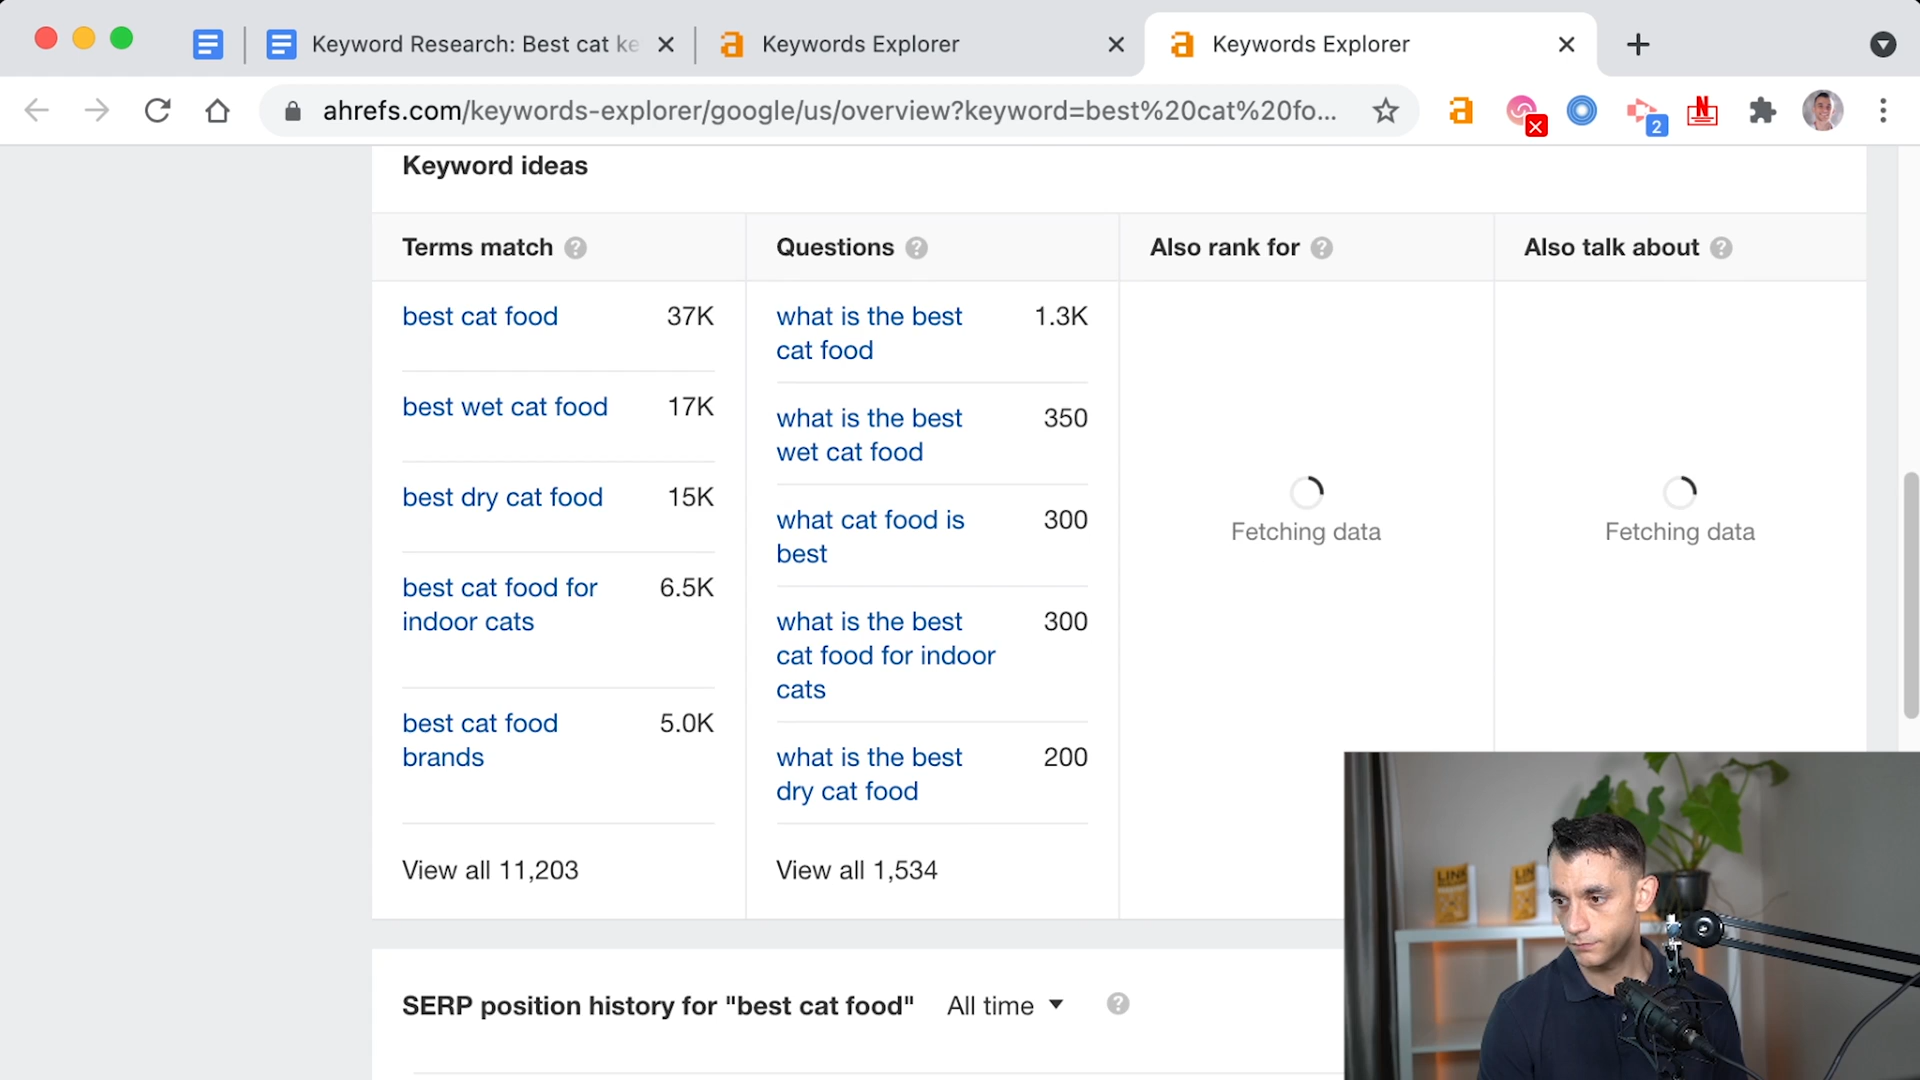 Keyword Research: Best cat ke
Keywords Explorer
Keywords Explorer
ahrefs.com/keywords-explorer/google/us/overview?keyword=best%20cat%20fo...
2
Keyword ideas
Terms match
Questions
Also rank for
Also talk about
best cat food 37K
best wet cat food 17K
best dry cat food 15K
best cat food for
indoor cats 6.5K
best cat food
brands 5.0K
View all 11,203
what is the best
cat food 1.3K
what is the best
wet cat food 350
what cat food is
best 300
what is the best
cat food for indoor
cats 300
what is the best
dry cat food 200
View all 1,534
Fetching data
Fetching data
SERP position history for "best cat food" All time
LINK